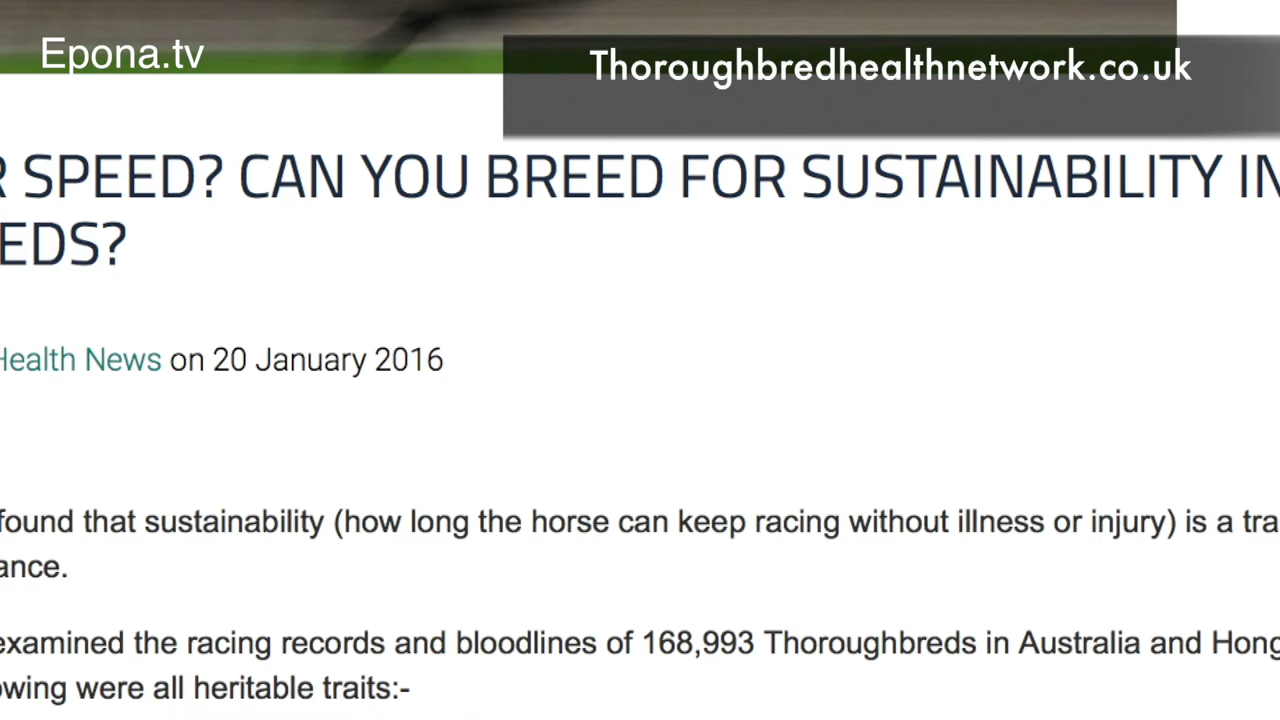 Epona.tv
Thoroughbredhealthnetwork.co.uk
R SPEED? CAN YOU BREED FOR SUSTAINABILITY IN
EDS?
Health News on 20 January 2016
found that sustainability (how long the horse can keep racing without illness or injury) is a tra
ance.
examined the racing records and bloodlines of 168,993 Thoroughbreds in Australia and Hong
owing were all heritable traits:-